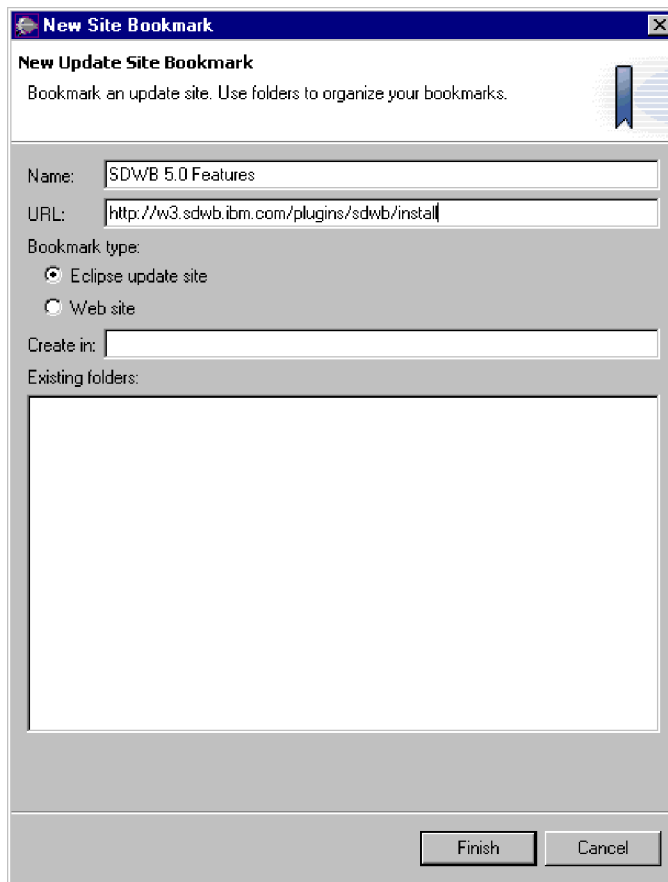 New Site Bookmark
New Update Site Bookmark
Bookmark an update site. Use folders to organize your bookmarks.
Name: SDWB 5.0 Features
URL: http://w3.sdwb.ibm.com/plugins/sdwb/install
Bookmark type:
Eclipse update site
Web site
Create in:
Existing folders:
Finish Cancel